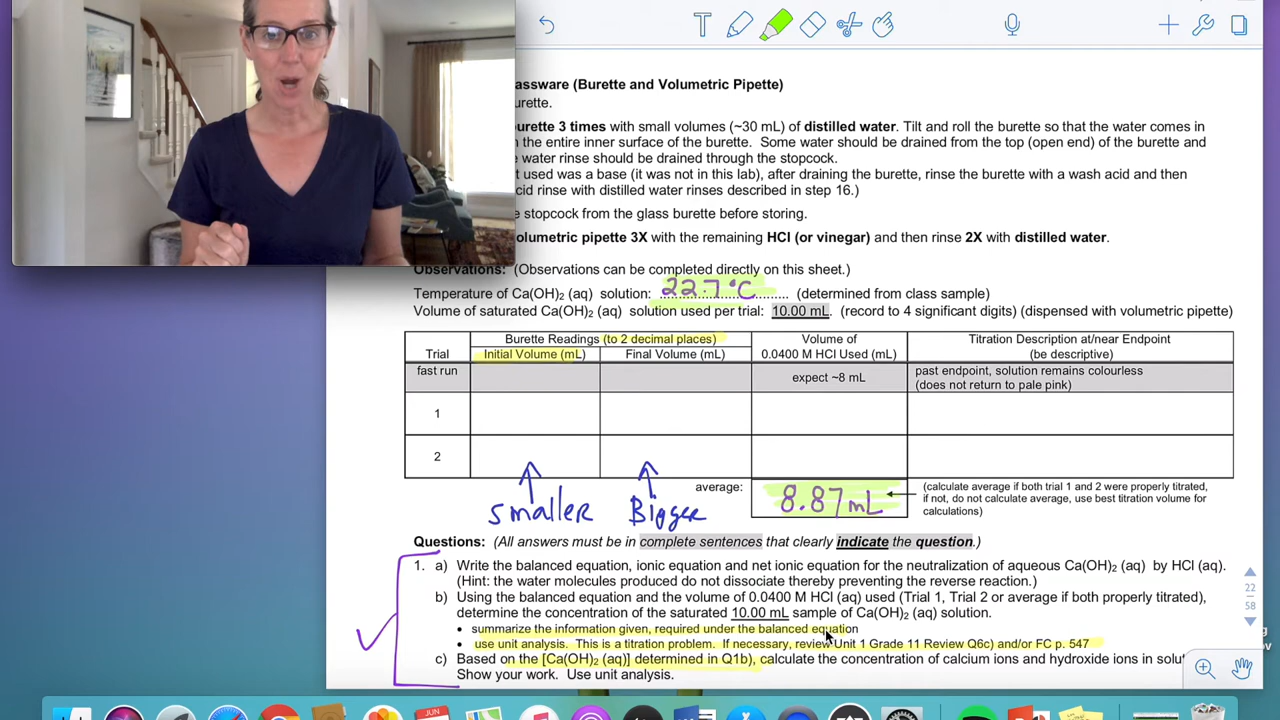 assware (Burette and Volumetric Pipette)
urette.
burette 3 times with small volumes (~30 mL) of distilled water. Tilt and roll the burette so that the water comes in
the entire inner surface of the burette. Some water should be drained from the top (open end) of the burette and
water rinse should be drained through the stopcock.
t used was a base (it was not in this lab), after draining the burette, rinse the burette with a wash acid and then
cid rinse with distilled water rinses described in step 16.)
e stopcock from the glass burette before storing.
olumetric pipette 3X with the remaining HCl (or vinegar) and then rinse 2X with distilled water.
Observations: (Observations can be completed directly on this sheet.)
Temperature of Ca(OH)₂ (aq) solution: 22.7°C (determined from class sample)
Volume of saturated Ca(OH)₂ (aq) solution used per trial: 10.00 mL. (record to 4 significant digits) (dispensed with volumetric pipette)
Burette Readings (to 2 decimal places) Volume of Titration Description at/near Endpoint
Trial Initial Volume (mL) Final Volume (mL) 0.0400 M HCl Used (mL) (be descriptive)
fast run expect ~8 mL past endpoint, solution remains colourless
(does not return to pale pink)
1
2
average: 8.87 mL (calculate average if both trial 1 and 2 were properly titrated,
if not, do not calculate average, use best titration volume for
calculations)
smaller Bigger
Questions: (All answers must be in complete sentences that clearly indicate the question.)
1. a) Write the balanced equation, ionic equation and net ionic equation for the neutralization of aqueous Ca(OH)₂ (aq) by HCl (aq).
(Hint: the water molecules produced do not dissociate thereby preventing the reverse reaction.)
b) Using the balanced equation and the volume of 0.0400 M HCl (aq) used (Trial 1, Trial 2 or average if both properly titrated),
determine the concentration of the saturated 10.00 mL sample of Ca(OH)₂ (aq) solution.
• summarize the information given, required under the balanced equation
• use unit analysis. This is a titration problem. If necessary, review Unit 1 Grade 11 Review Q6c) and/or FC p. 547
c) Based on the [Ca(OH)₂ (aq)] determined in Q1b), calculate the concentration of calcium ions and hydroxide ions in solut
Show your work. Use unit analysis.
22
58
JUN